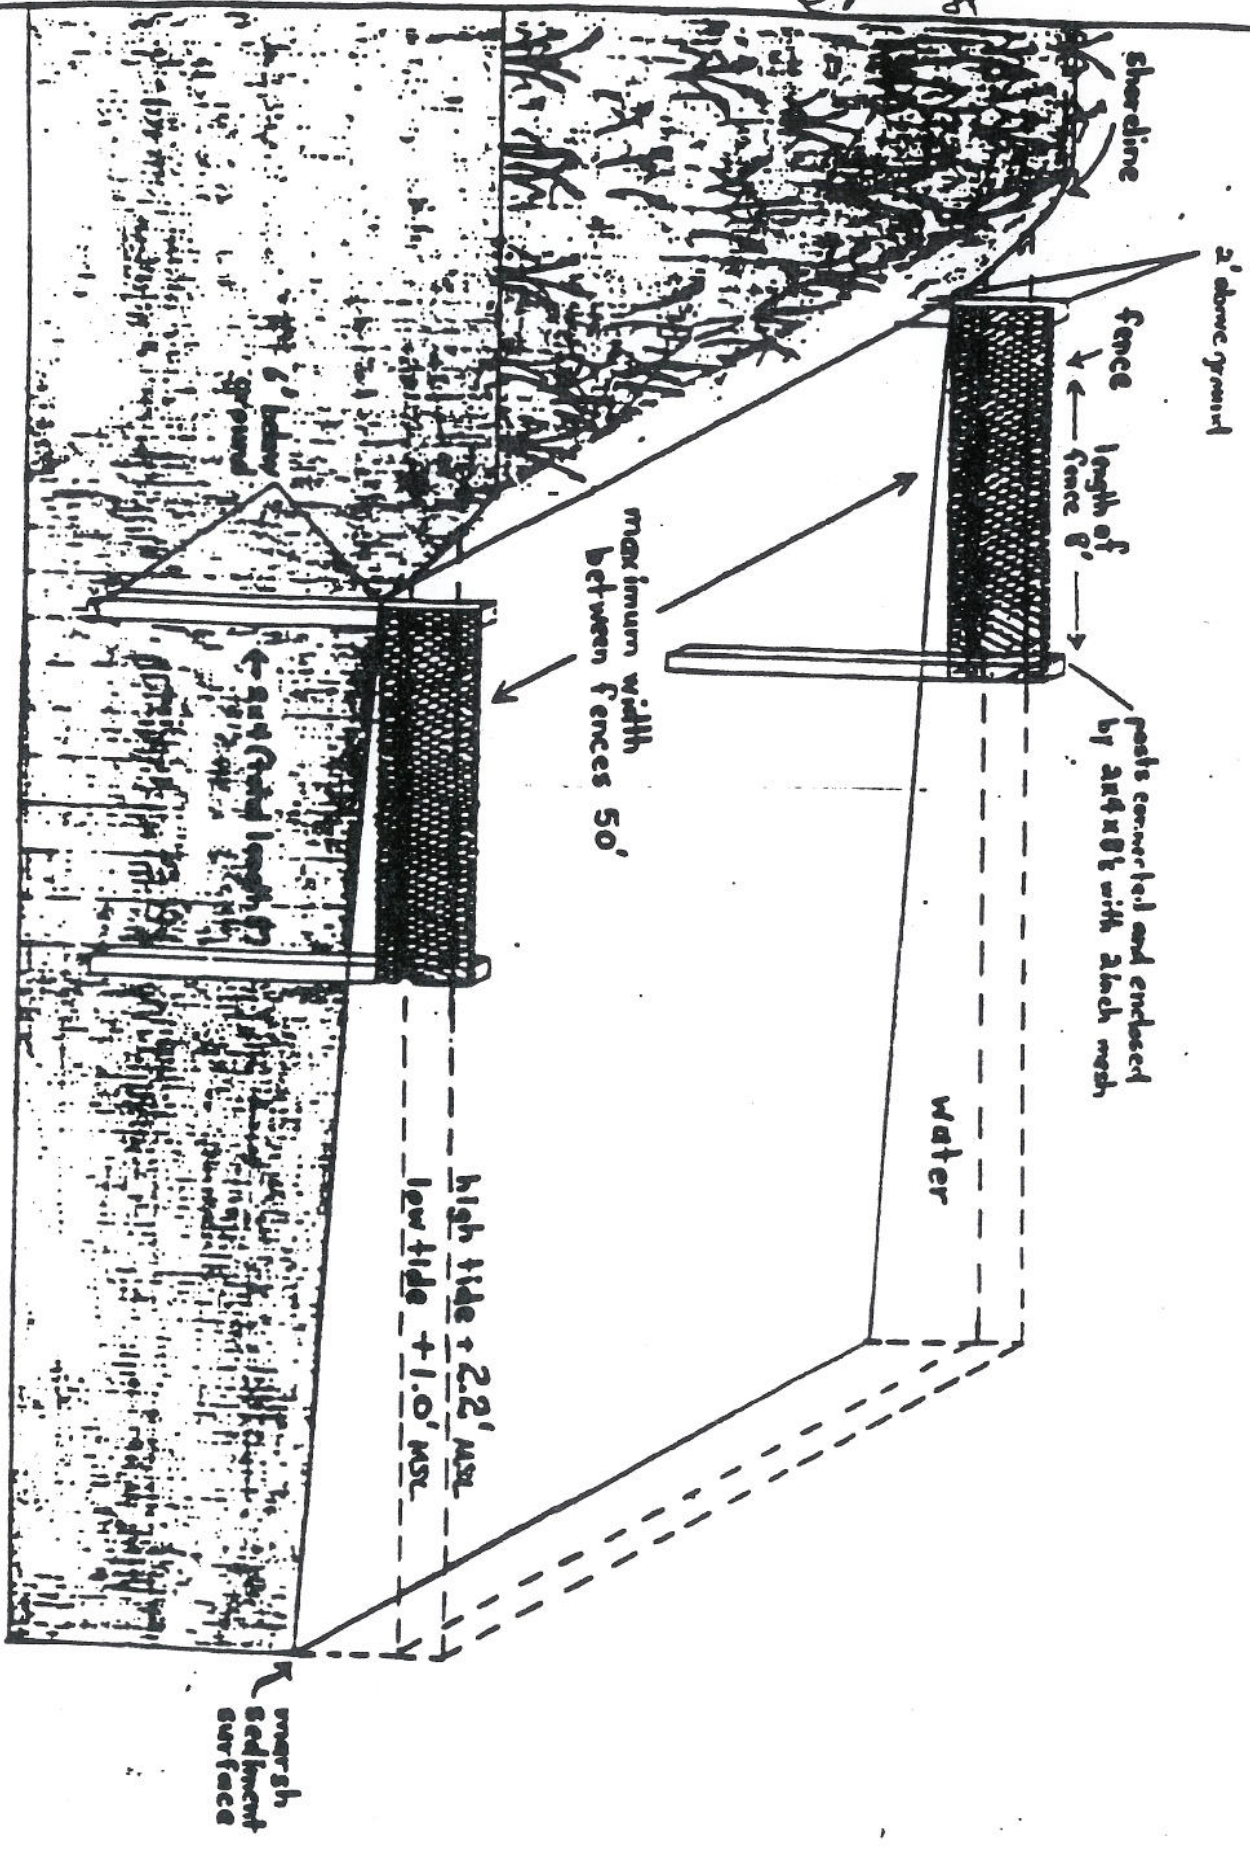 shoreline
2' above ground
fence
length of
fence 8'
posts connected and enclosed
by 2x4x8's with 2inch mesh
maximum width
between fences 50'
water
6' below
ground
high tide + 2.2' MSL
low tide +1.0' MSL
marsh
sediment
surface